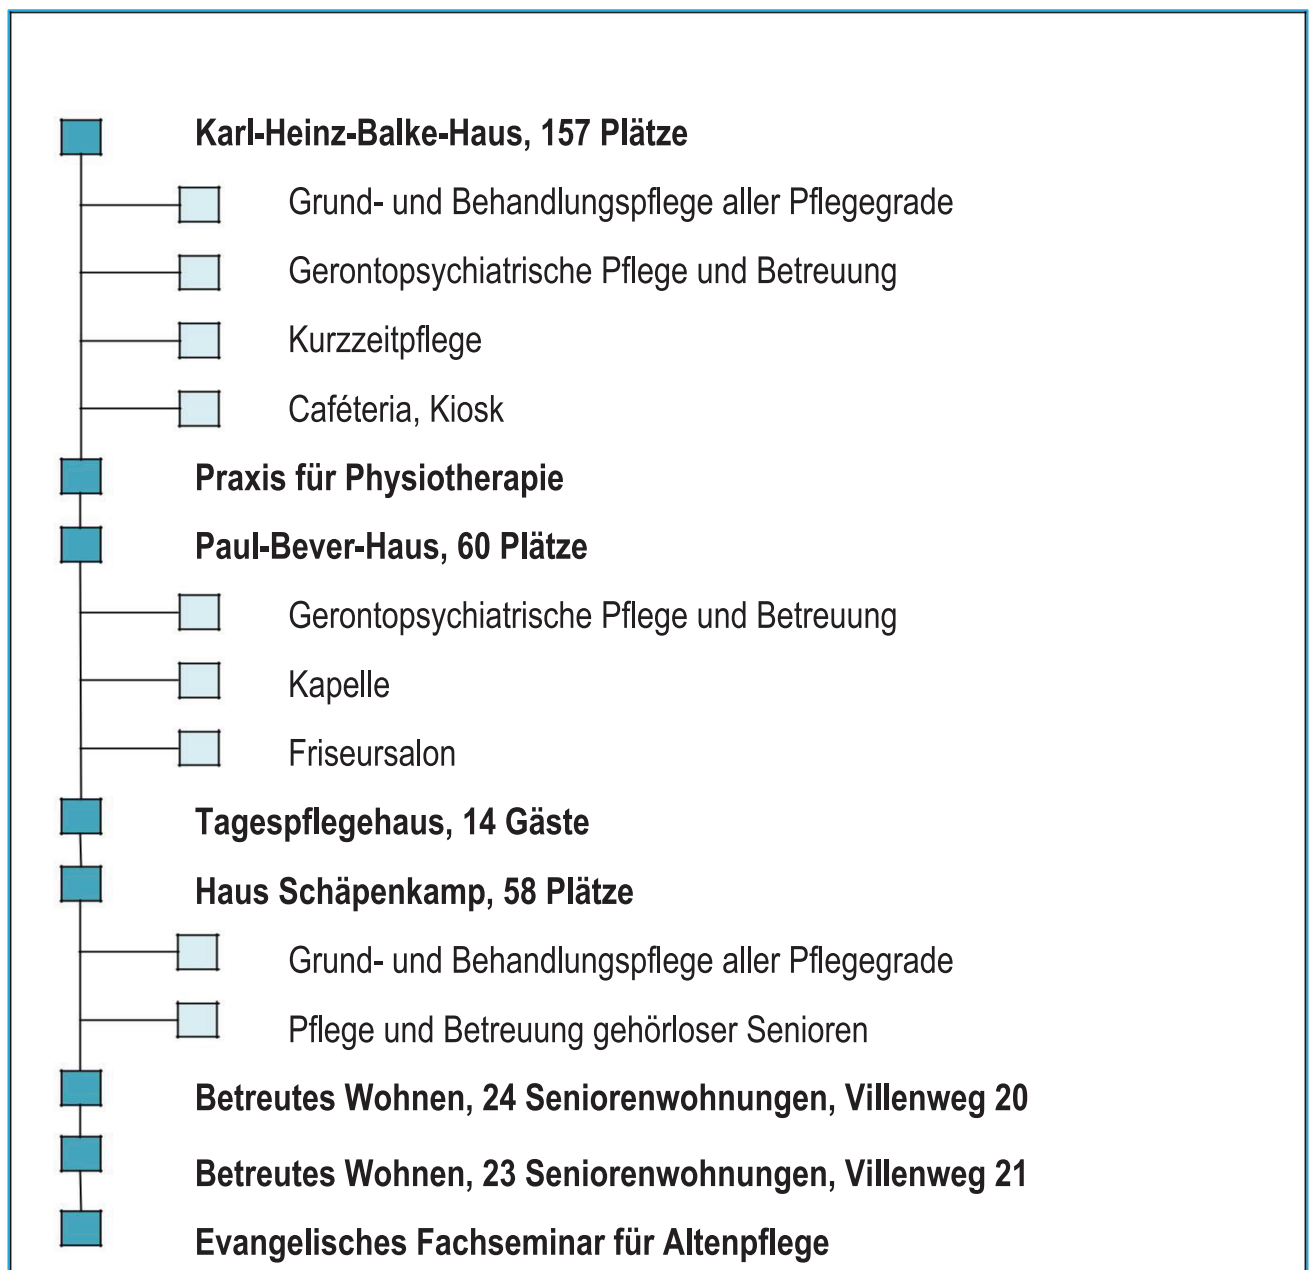 Karl-Heinz-Balke-Haus, 157 Plätze
Grund- und Behandlungspflege aller Pflegegrade
Gerontopsychiatrische Pflege und Betreuung
Kurzzeitpflege
Caféteria, Kiosk
Praxis für Physiotherapie
Paul-Bever-Haus, 60 Plätze
Gerontopsychiatrische Pflege und Betreuung
Kapelle
Friseursalon
Tagespflegehaus, 14 Gäste
Haus Schäpenkamp, 58 Plätze
Grund- und Behandlungspflege aller Pflegegrade
Pflege und Betreuung gehörloser Senioren
Betreutes Wohnen, 24 Seniorenwohnungen, Villenweg 20
Betreutes Wohnen, 23 Seniorenwohnungen, Villenweg 21
Evangelisches Fachseminar für Altenpflege